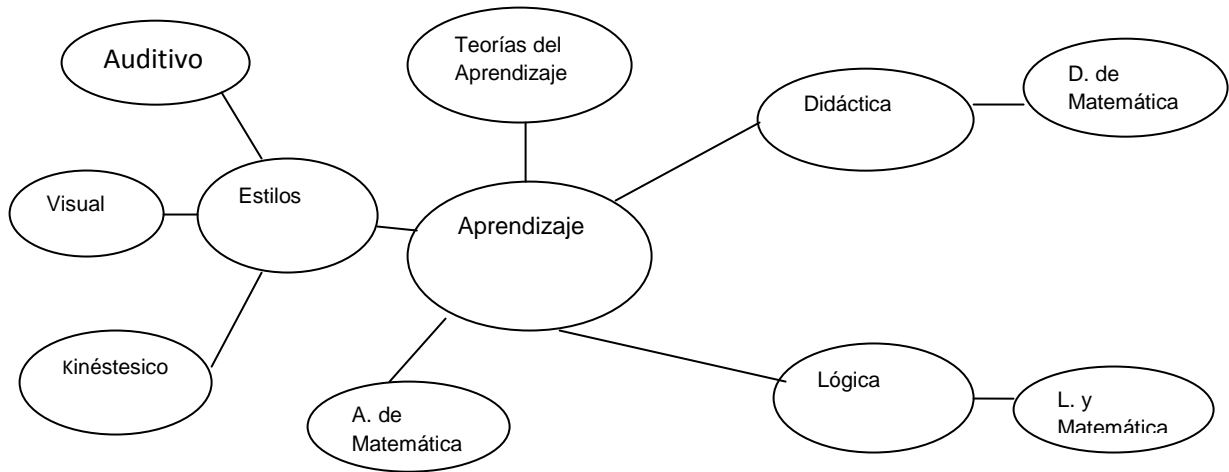 Auditivo
Teorías del
Aprendizaje
D. de
Matemática
Didáctica
Visual
Estilos
Aprendizaje
Kinéstesico
A. de
Matemática
Lógica
L. y
Matemática